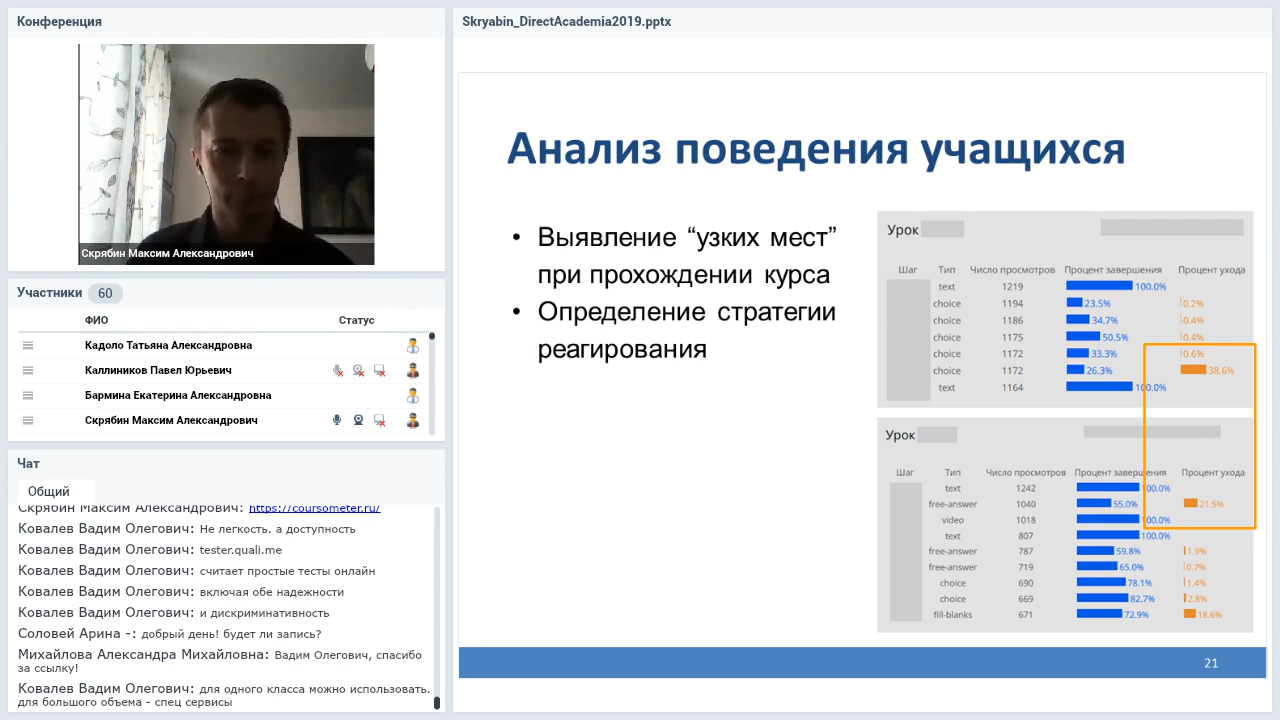 Конференция
Скрябин Максим Александрович
Участники 60
ФИО Статус
Кадоло Татьяна Александровна
Каллиников Павел Юрьевич
Бармина Екатерина Александровна
Скрябин Максим Александрович
Чат
Общий
Скрябин Максим Александрович: https://coursometer.ru/
Ковалев Вадим Олегович: Не легкость. а доступность
Ковалев Вадим Олегович: tester.quali.me
Ковалев Вадим Олегович: считает простые тесты онлайн
Ковалев Вадим Олегович: включая обе надежности
Ковалев Вадим Олегович: и дискриминативность
Соловей Арина -: добрый день! будет ли запись?
Михайлова Александра Михайловна: Вадим Олегович, спасибо
за ссылку!
Ковалев Вадим Олегович: для одного класса можно использовать.
для большого объема - спец сервисы
Skryabin_DirectAcademia2019.pptx
Анализ поведения учащихся
• Выявление “узких мест”
при прохождении курса
• Определение стратегии
реагирования
Урок
Шаг Тип Число просмотров Процент завершения Процент ухода
text 1219 100.0%
choice 1194 23.5% 0.2%
choice 1186 34.7% 0.4%
choice 1175 50.5% 0.4%
choice 1172 33.3% 0.6%
choice 1172 26.3% 38.6%
text 1164 100.0%
Урок
Шаг Тип Число просмотров Процент завершения Процент ухода
text 1242 100.0%
free-answer 1040 55.0% 21.5%
video 1018 100.0%
text 807 100.0%
free-answer 787 59.8% 1.9%
free-answer 719 65.0% 0.7%
choice 690 78.1% 1.4%
choice 669 82.7% 2.8%
fill-blanks 671 72.9% 18.6%
21